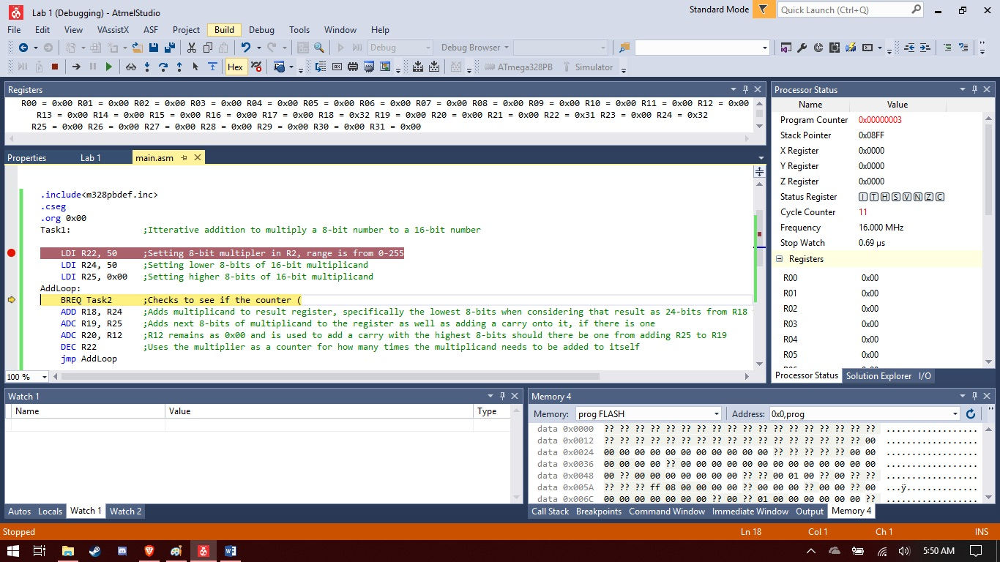 Lab 1 (Debugging) - AtmelStudio
Standard Mode
Quick Launch (Ctrl+Q)
File Edit View VAssistX ASF Project Build Debug Tools Window Help
Debug Debug Browser
Hex ATmega328PB Simulator
Registers
R00 = 0x00 R01 = 0x00 R02 = 0x00 R03 = 0x00 R04 = 0x00 R05 = 0x00 R06 = 0x00 R07 = 0x00 R08 = 0x00 R09 = 0x00 R10 = 0x00 R11 = 0x00 R12 = 0x00
R13 = 0x00 R14 = 0x00 R15 = 0x00 R16 = 0x00 R17 = 0x00 R18 = 0x32 R19 = 0x00 R20 = 0x00 R21 = 0x00 R22 = 0x31 R23 = 0x00 R24 = 0x32
R25 = 0x00 R26 = 0x00 R27 = 0x00 R28 = 0x00 R29 = 0x00 R30 = 0x00 R31 = 0x00
Properties Lab 1 main.asm
.include<m328pbdef.inc>
.cseg
.org 0x00
Task1: ;Itterative addition to multiply a 8-bit number to a 16-bit number
LDI R22, 50 ;Setting 8-bit multipler in R2, range is from 0-255
LDI R24, 50 ;Setting lower 8-bits of 16-bit multiplicand
LDI R25, 0x00 ;Setting higher 8-bits of 16-bit multiplicand
AddLoop:
BREQ Task2 ;Checks to see if the counter (
ADD R18, R24 ;Adds multiplicand to result register, specifically the lowest 8-bits when considering that result as 24-bits from R18
ADC R19, R25 ;Adds next 8-bits of multiplicand to the register as well as adding a carry onto it, if there is one
ADC R20, R12 ;R12 remains as 0x00 and is used to add a carry with the highest 8-bits should there be one from adding R25 to R19
DEC R22 ;Uses the multiplier as a counter for how many times the multiplicand needs to be added to itself
jmp AddLoop
100 %
Processor Status
Name Value
Program Counter 0x00000003
Stack Pointer 0x08FF
X Register 0x0000
Y Register 0x0000
Z Register 0x0000
Status Register I T H S V N Z C
Cycle Counter 11
Frequency 16.000 MHz
Stop Watch 0.69 µs
Registers
R00 0x00
R01 0x00
R02 0x00
R03 0x00
R04 0x00
R05 0x00
Processor Status Solution Explorer I/O
Watch 1
Name Value Type
Autos Locals Watch 1 Watch 2
Memory 4
Memory: prog FLASH Address: 0x0,prog
data 0x0000 ?? ?? ?? ?? ?? ?? ?? ?? ?? ?? ?? ?? ?? ?? ?? ?? ?? ?? ..................
data 0x0012 ?? ?? ?? ?? ?? ?? ?? ?? ?? ?? ?? ?? ?? ?? ?? ?? ?? 00 ..................
data 0x0024 00 00 00 00 00 00 00 00 00 00 00 ?? ?? ?? ?? ?? 00 00 ..................
data 0x0036 00 00 00 00 ?? 00 00 00 00 00 00 00 00 00 00 00 00 00 ..................
data 0x0048 00 ?? 00 00 00 00 00 00 00 ?? ?? 00 01 00 ?? 00 ?? ?? ..................
data 0x005A ?? ?? ?? ff 08 00 00 00 00 ?? 00 00 00 ?? 00 00 ?? 00 ...ÿ..............
data 0x006C 00 00 00 00 00 00 00 ?? 00 ?? 01 00 00 00 00 00 00 ?? ..................
Call Stack Breakpoints Command Window Immediate Window Output Memory 4
Stopped Ln 18 Col 1 Ch 1 INS
5:50 AM